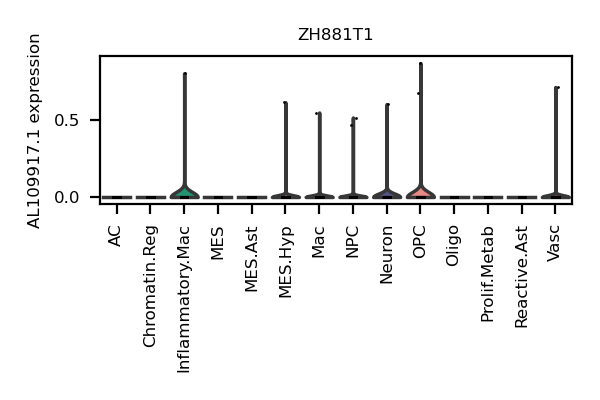 ZH881T1
AL109917.1 expression
0.5
0.0
AC
Chromatin.Reg
Inflammatory.Mac
MES
MES.Ast
MES.Hyp
Mac
NPC
Neuron
OPC
Oligo
Prolif.Metab
Reactive.Ast
Vasc